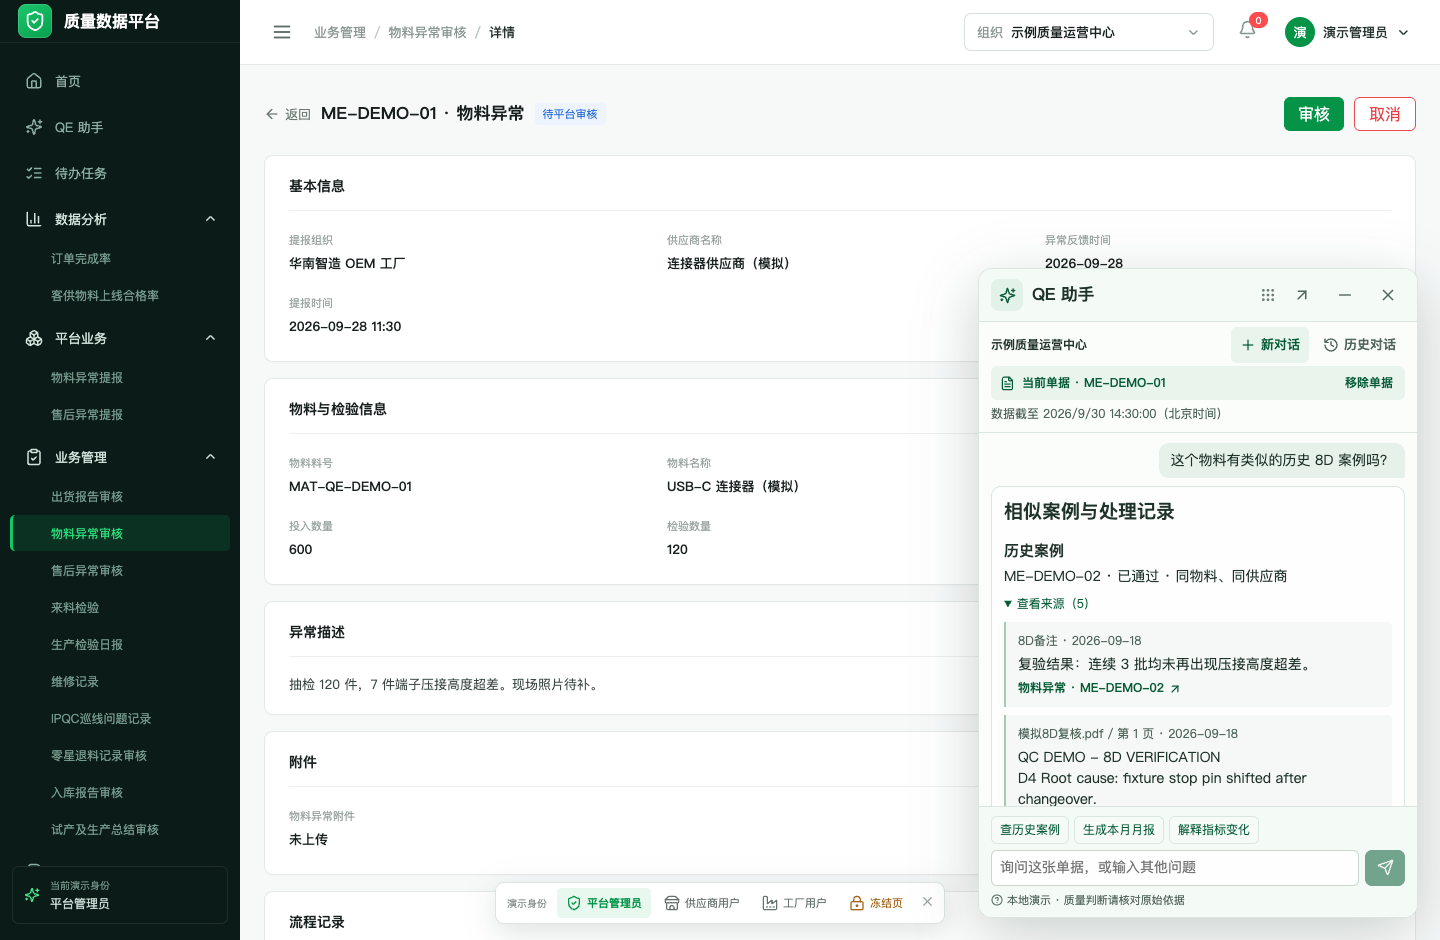 质量数据平台
首页
QE 助手
待办任务
数据分析
订单完成率
客供物料上线合格率
平台业务
物料异常提报
售后异常提报
业务管理
出货报告审核
物料异常审核
售后异常审核
来料检验
生产检验日报
维修记录
IPQC巡线问题记录
零星退料记录审核
入库报告审核
试产及生产总结审核
当前演示身份
平台管理员
业务管理 / 物料异常审核 / 详情
组织 示例质量运营中心
0
演 演示管理员
返回 ME-DEMO-01 · 物料异常 待平台审核
审核 取消
基本信息
提报组织 供应商名称 异常反馈时间
华南智造 OEM 工厂 连接器供应商（模拟） 2026-09-28
提报时间
2026-09-28 11:30
物料与检验信息
物料料号 物料名称
MAT-QE-DEMO-01 USB-C 连接器（模拟）
投入数量 检验数量
600 120
异常描述
抽检 120 件，7 件端子压接高度超差。现场照片待补。
附件
物料异常附件
未上传
流程记录
演示身份 平台管理员 供应商用户 工厂用户 冻结页
QE 助手
示例质量运营中心 新对话 历史对话
当前单据 · ME-DEMO-01 移除单据
数据截至 2026/9/30 14:30:00（北京时间）
这个物料有类似的历史 8D 案例吗？
相似案例与处理记录
历史案例
ME-DEMO-02 · 已通过 · 同物料、同供应商
▼ 查看来源（5）
8D备注 · 2026-09-18
复验结果：连续 3 批均未再出现压接高度超差。
物料异常 · ME-DEMO-02
模拟8D复核.pdf / 第 1 页 · 2026-09-18
QC DEMO - 8D VERIFICATION
D4 Root cause: fixture stop pin shifted after
changeover.
查历史案例 生成本月月报 解释指标变化
询问这张单据，或输入其他问题
本地演示 · 质量判断请核对原始依据